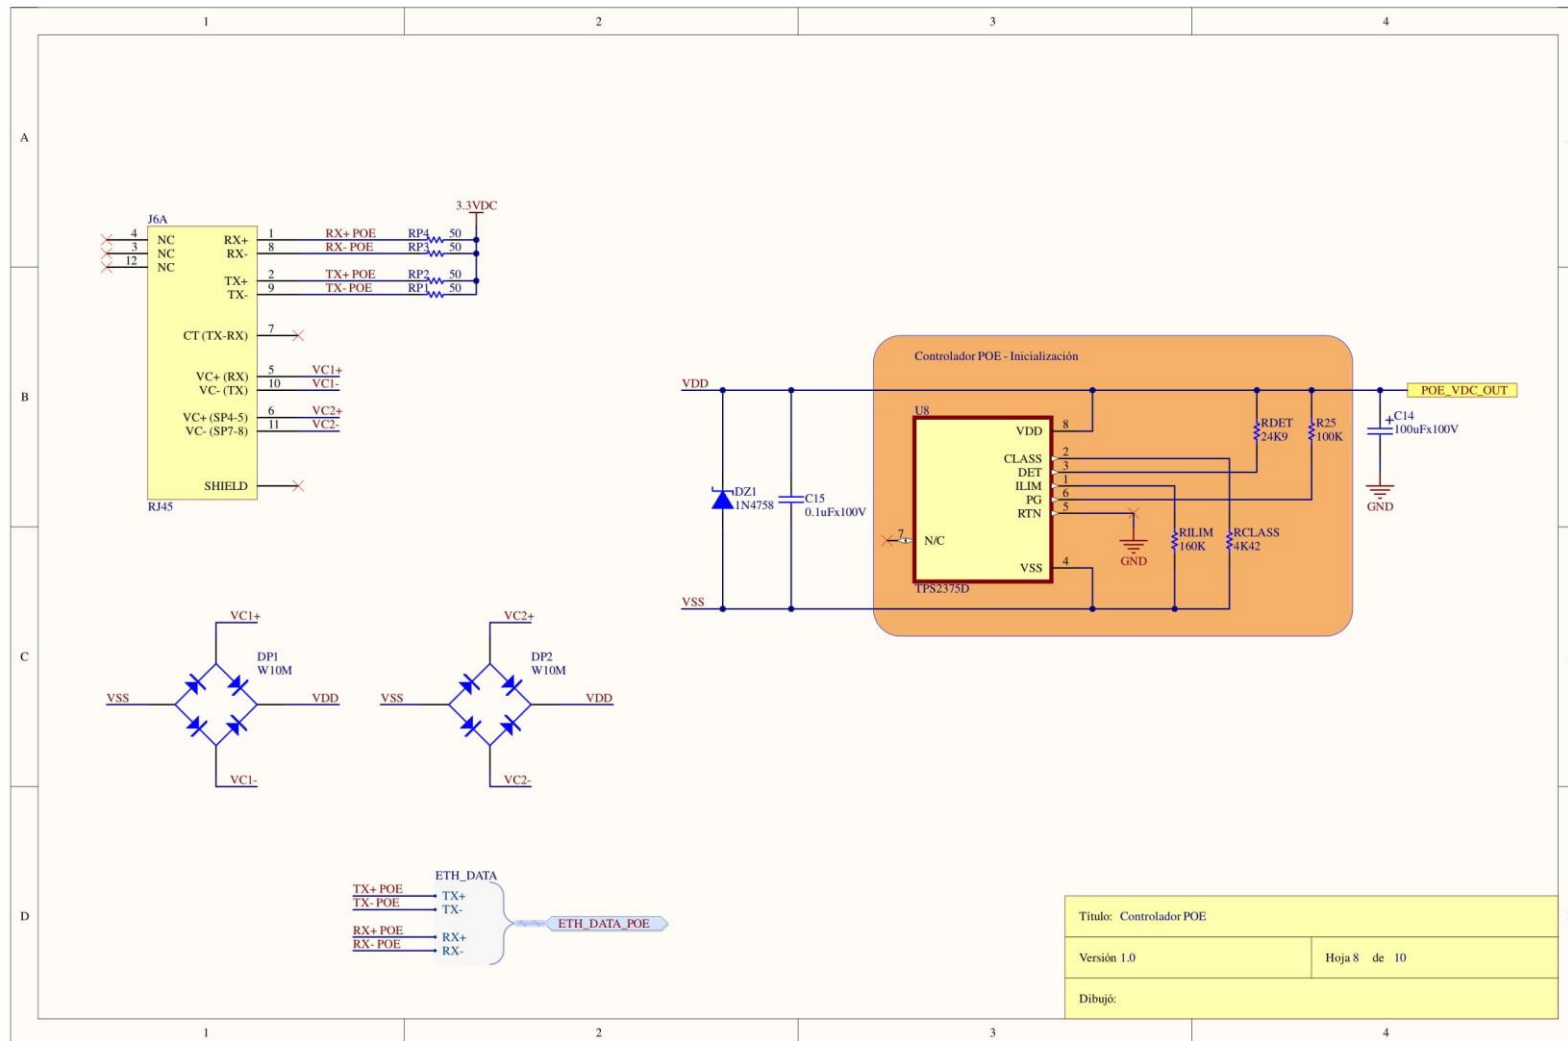 1 2 3 4
A
B
C
D
J6A
4 NC
3 NC
12 NC
RX+ 1 RX+ POE RP4 50
RX- 8 RX- POE RP3 50
3.3VDC
TX+ 2 TX+ POE RP2 50
TX- 9 TX- POE RP1 50
CT (TX-RX) 7
VC+ (RX) 5 VC1+
VC- (TX) 10 VC1-
VC+ (SP4-5) 6 VC2+
VC- (SP7-8) 11 VC2-
SHIELD
RJ45
Controlador POE - Inicialización
VDD
POE_VDC_OUT
U8
VDD 8
CLASS 2
DET 3
ILIM 1
PG 6
RTN 5
7 N/C
VSS 4
TPS2375D
RDET
24K9
R25
100K
C14
100uFx100V
GND
DZ1
1N4758
C15
0.1uFx100V
GND
RILIM
160K
RCLASS
4K42
VSS
VC1+
DP1
W10M
VSS
VDD
VC1-
VC2+
DP2
W10M
VSS
VDD
VC2-
ETH_DATA
TX+ POE TX+
TX- POE TX-
RX+ POE RX+
RX- POE RX-
ETH_DATA_POE
Título: Controlador POE
Versión 1.0
Hoja 8 de 10
Dibujó:
1 2 3 4